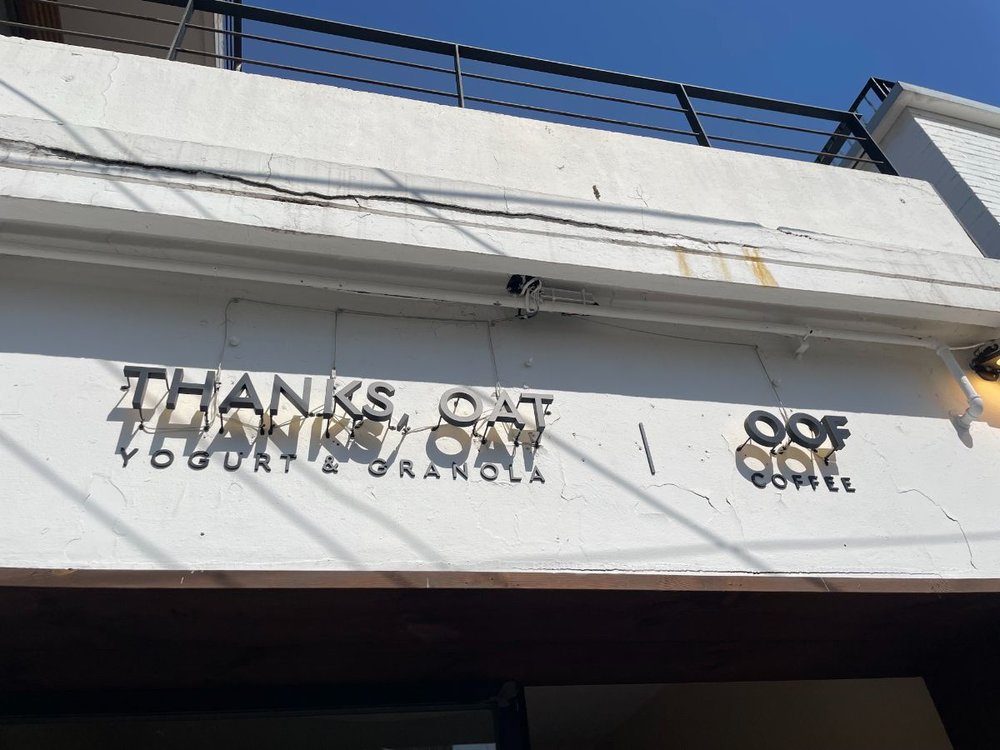 THANKS, OAT
YOGURT & GRANOLA
OOF
COFFEE